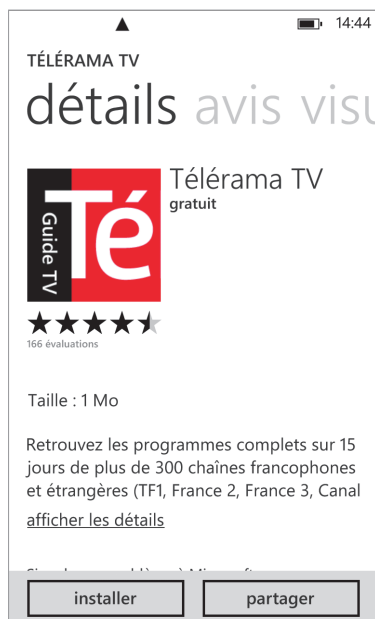 14:44
TÉLÉRAMA TV
détails avis visu
Télérama TV
gratuit
Té
Guide TV
166 évaluations
Taille : 1 Mo
Retrouvez les programmes complets sur 15
jours de plus de 300 chaînes francophones
et étrangères (TF1, France 2, France 3, Canal
afficher les détails
installer
partager